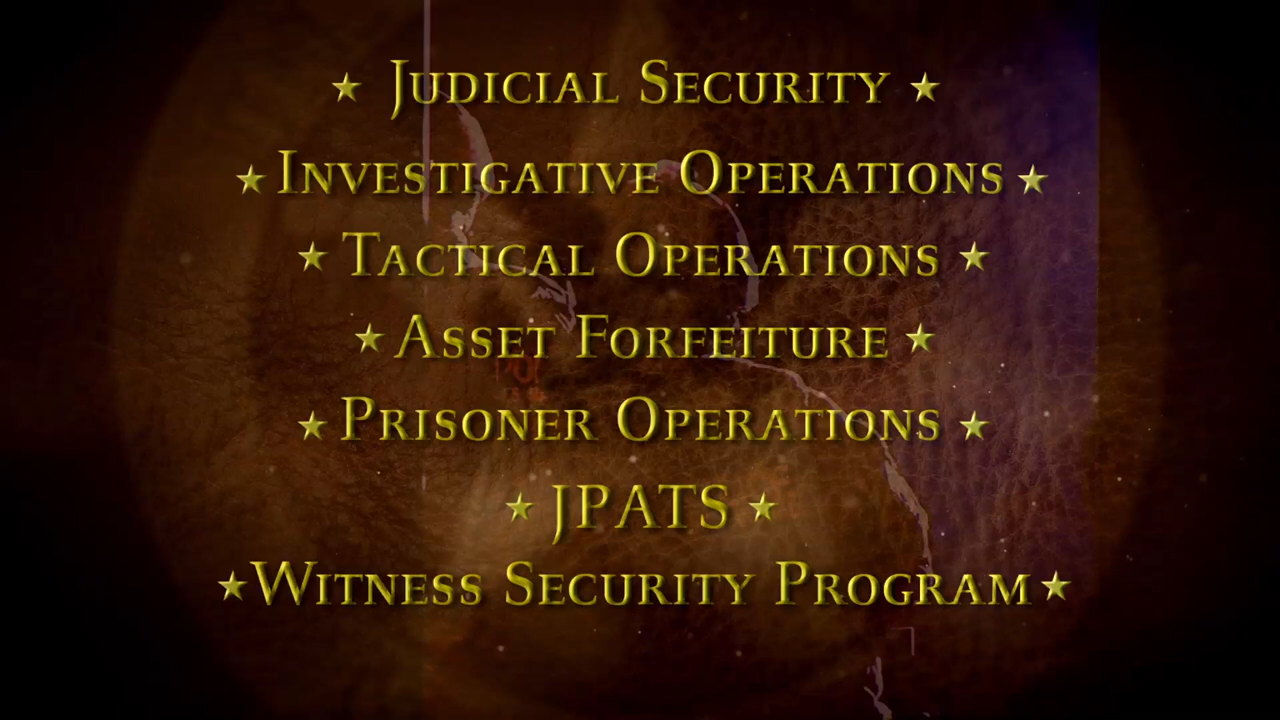 ★ Judicial Security ★
★ Investigative Operations ★
★ Tactical Operations ★
★ Asset Forfeiture ★
★ Prisoner Operations ★
★ JPATS ★
★ Witness Security Program ★